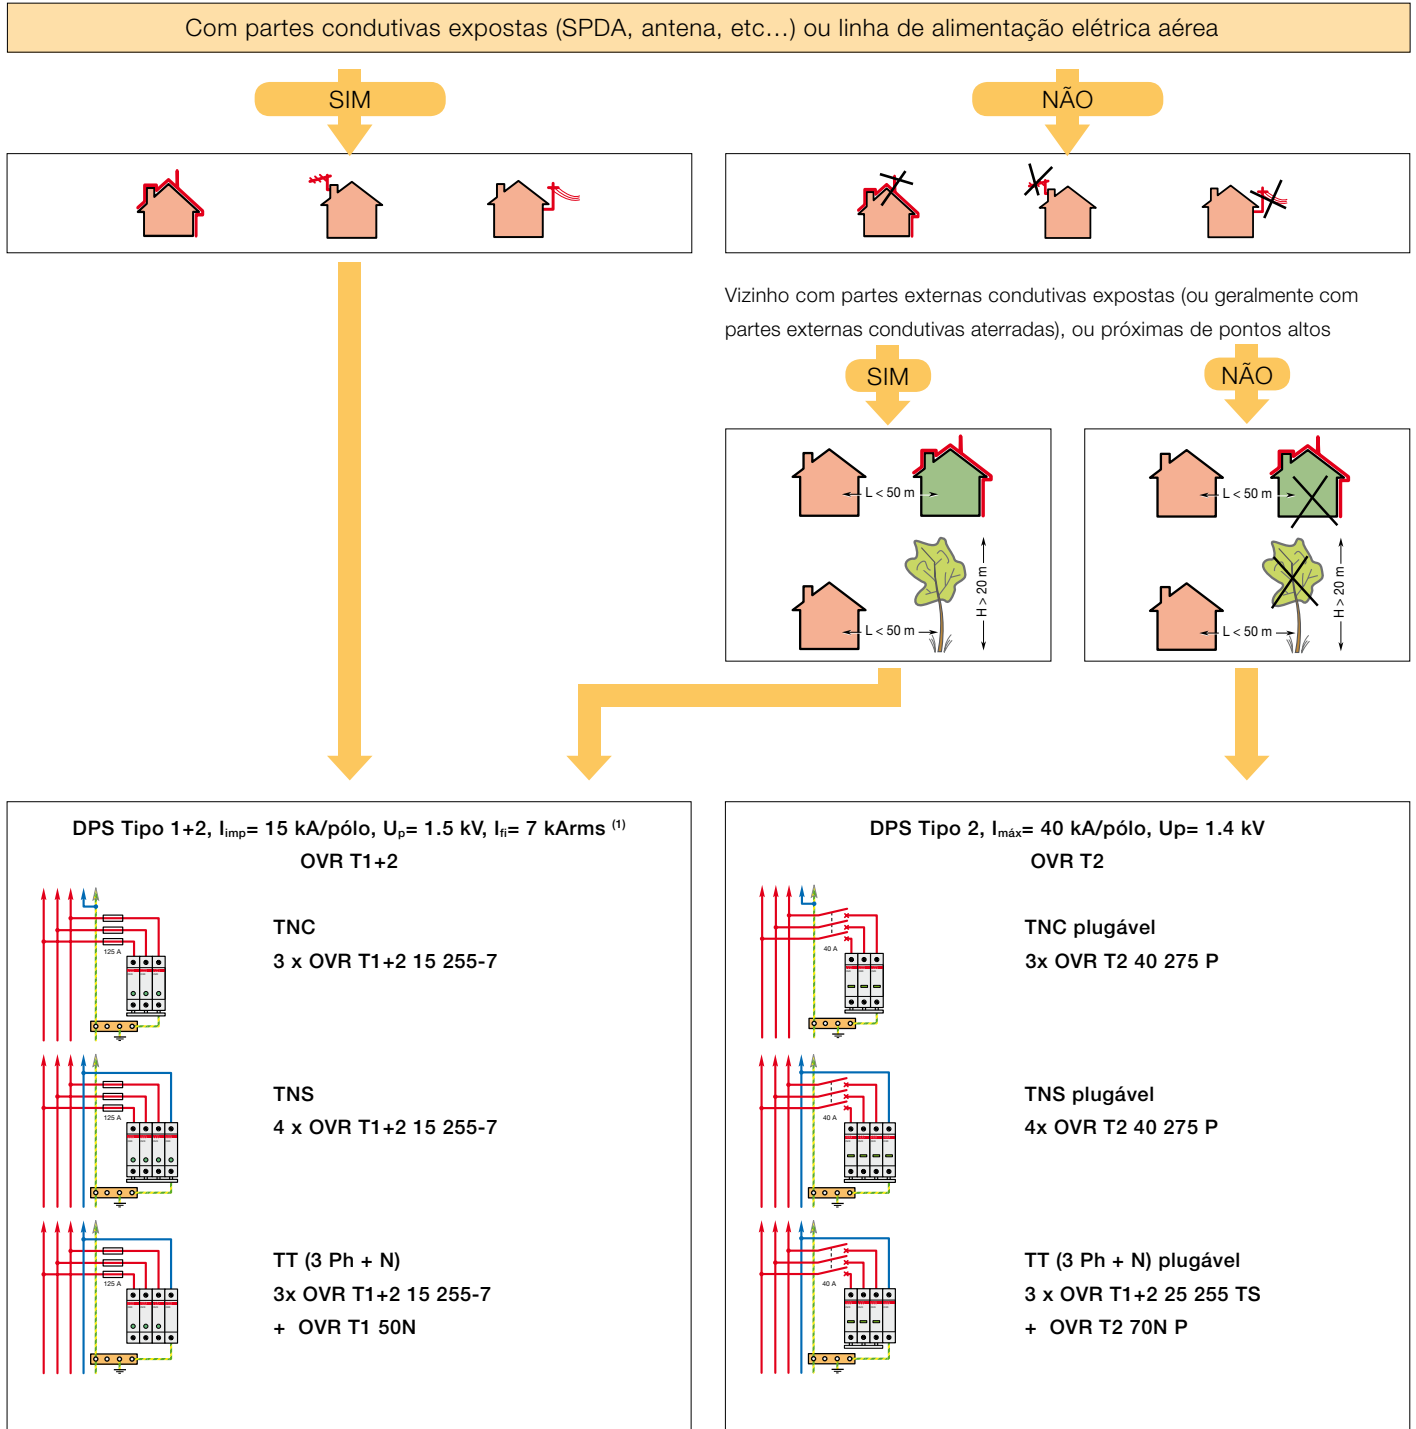 Com partes condutivas expostas (SPDA, antena, etc...) ou linha de alimentação elétrica aérea
SIM
NÃO
Vizinho com partes externas condutivas expostas (ou geralmente com
partes externas condutivas aterradas), ou próximas de pontos altos
SIM
NÃO
L < 50 m
L < 50 m
H > 20 m
L < 50 m
L < 50 m
H > 20 m
DPS Tipo 1+2, Iimp= 15 kA/pólo, Up= 1.5 kV, Ifi= 7 kArms (1)
OVR T1+2
125 A
TNC
3 x OVR T1+2 15 255-7
125 A
TNS
4 x OVR T1+2 15 255-7
125 A
TT (3 Ph + N)
3x OVR T1+2 15 255-7
+ OVR T1 50N
DPS Tipo 2, Imáx= 40 kA/pólo, Up= 1.4 kV
OVR T2
40 A
TNC plugável
3x OVR T2 40 275 P
40 A
TNS plugável
4x OVR T2 40 275 P
40 A
TT (3 Ph + N) plugável
3 x OVR T1+2 25 255 TS
+ OVR T2 70N P